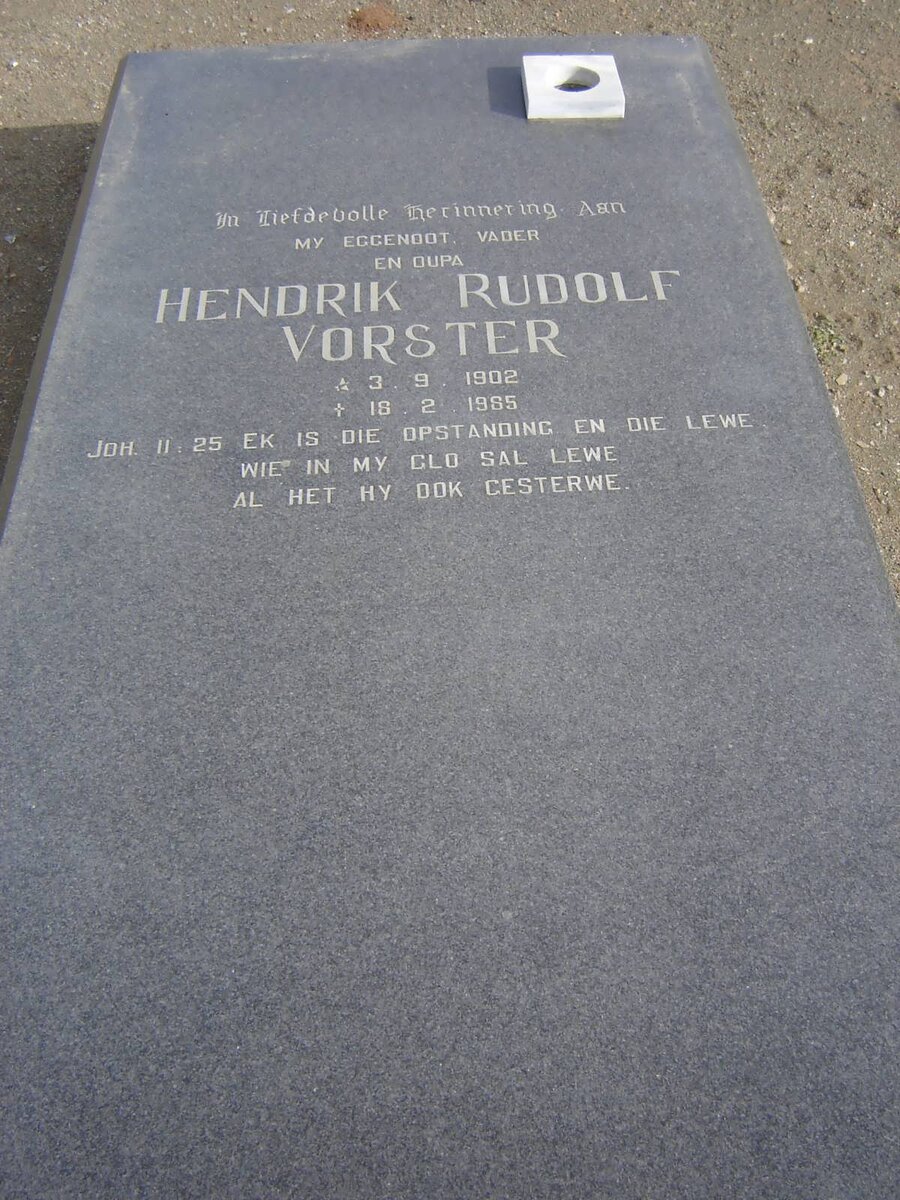 In Liefdevolle Herinnering Aan
MY EGGENOOT, VADER
EN OUPA
HENDRIK RUDOLF
VORSTER
☆ 3.9.1902
✝ 18.2.1985
JOH. 11:25 EK IS DIE OPSTANDING EN DIE LEWE.
WIE IN MY GLO SAL LEWE
AL HET HY OOK GESTERWE.